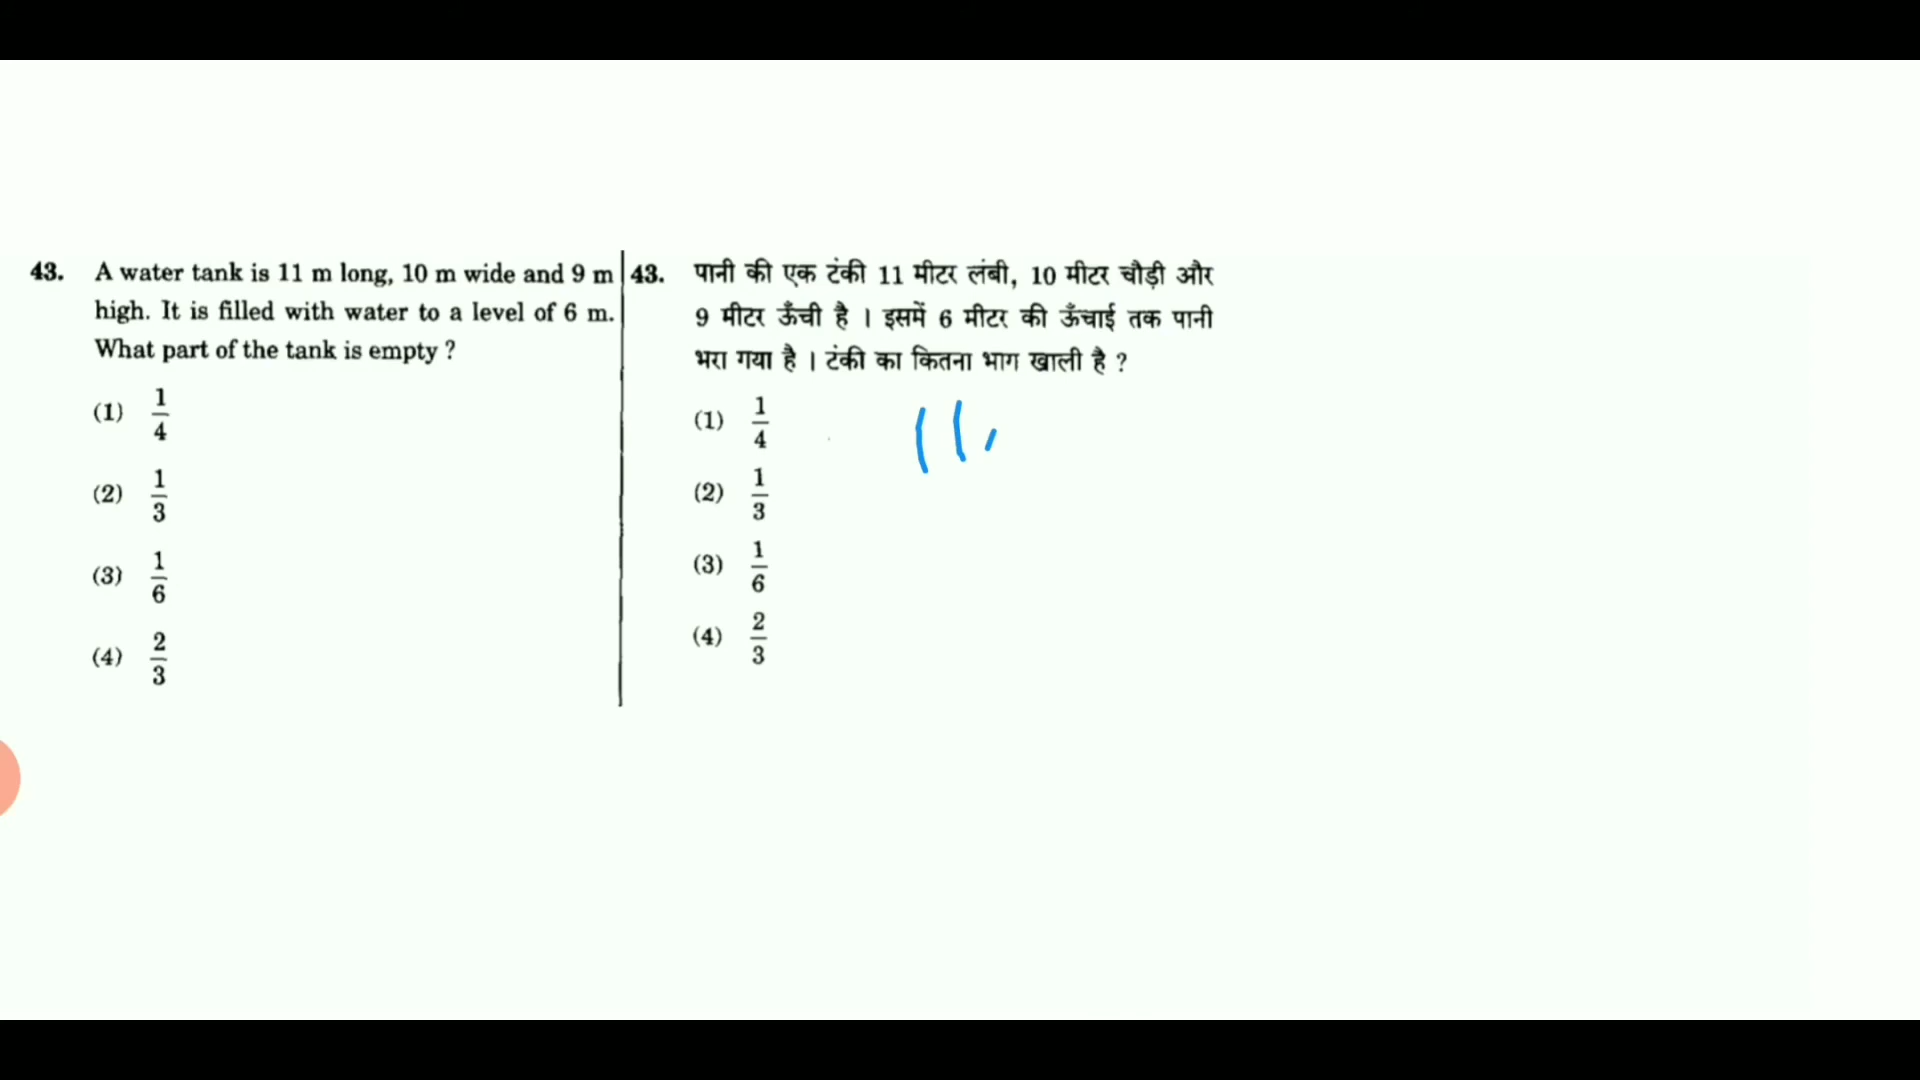 43. A water tank is 11 m long, 10 m wide and 9 m
high. It is filled with water to a level of 6 m.
What part of the tank is empty ?
(1) 1/4
(2) 1/3
(3) 1/6
(4) 2/3
43. पानी की एक टंकी 11 मीटर लंबी, 10 मीटर चौड़ी और
9 मीटर ऊँची है । इसमें 6 मीटर की ऊँचाई तक पानी
भरा गया है । टंकी का कितना भाग खाली है ?
(1) 1/4
(2) 1/3
(3) 1/6
(4) 2/3
11